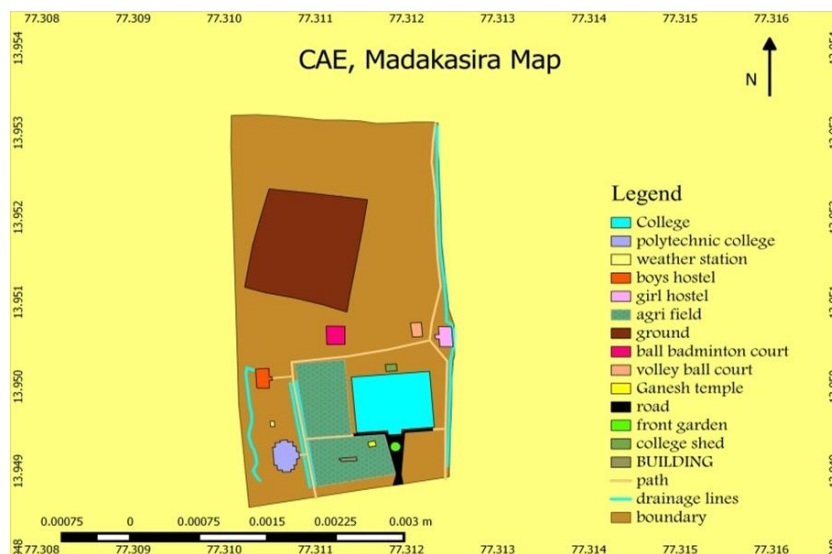 77.308 77.309 77.310 77.311 77.312 77.313 77.314 77.315 77.316
13.954
CAE, Madakasira Map
N
13.953
13.952
13.951
13.950
13.949
Legend
College
polytechnic college
weather station
boys hostel
girl hostel
agri field
ground
ball badminton court
volley ball court
Ganesh temple
road
front garden
college shed
BUILDING
path
drainage lines
boundary
0.00075 0 0.00075 0.0015 0.00225 0.003 m
77.308 77.309 77.310 77.311 77.312 77.313 77.314 77.315 77.316